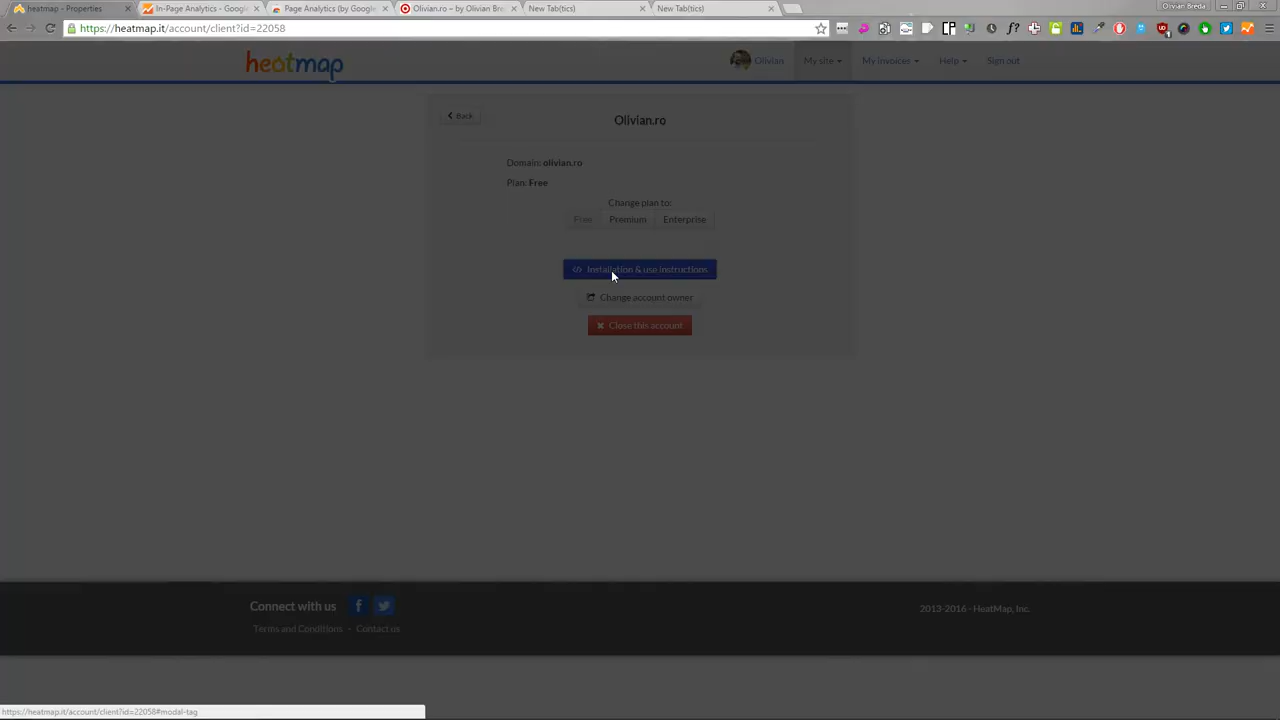 heatmap - Properties
In-Page Analytics - Google
Page Analytics (by Google
Olivian.ro – by Olivian Bre
New Tab(tics)
New Tab(tics)
Olivian Breda
https://heatmap.it/account/client?id=22058
heatmap
Olivian
My site
My invoices
Help
Sign out
Back
Olivian.ro
Domain: olivian.ro
Plan: Free
Change plan to:
Free Premium Enterprise
</> Installation & use instructions
Change account owner
Close this account
Connect with us
2013-2016 - HeatMap, Inc.
Terms and Conditions - Contact us
https://heatmap.it/account/client?id=22058#modal-tag